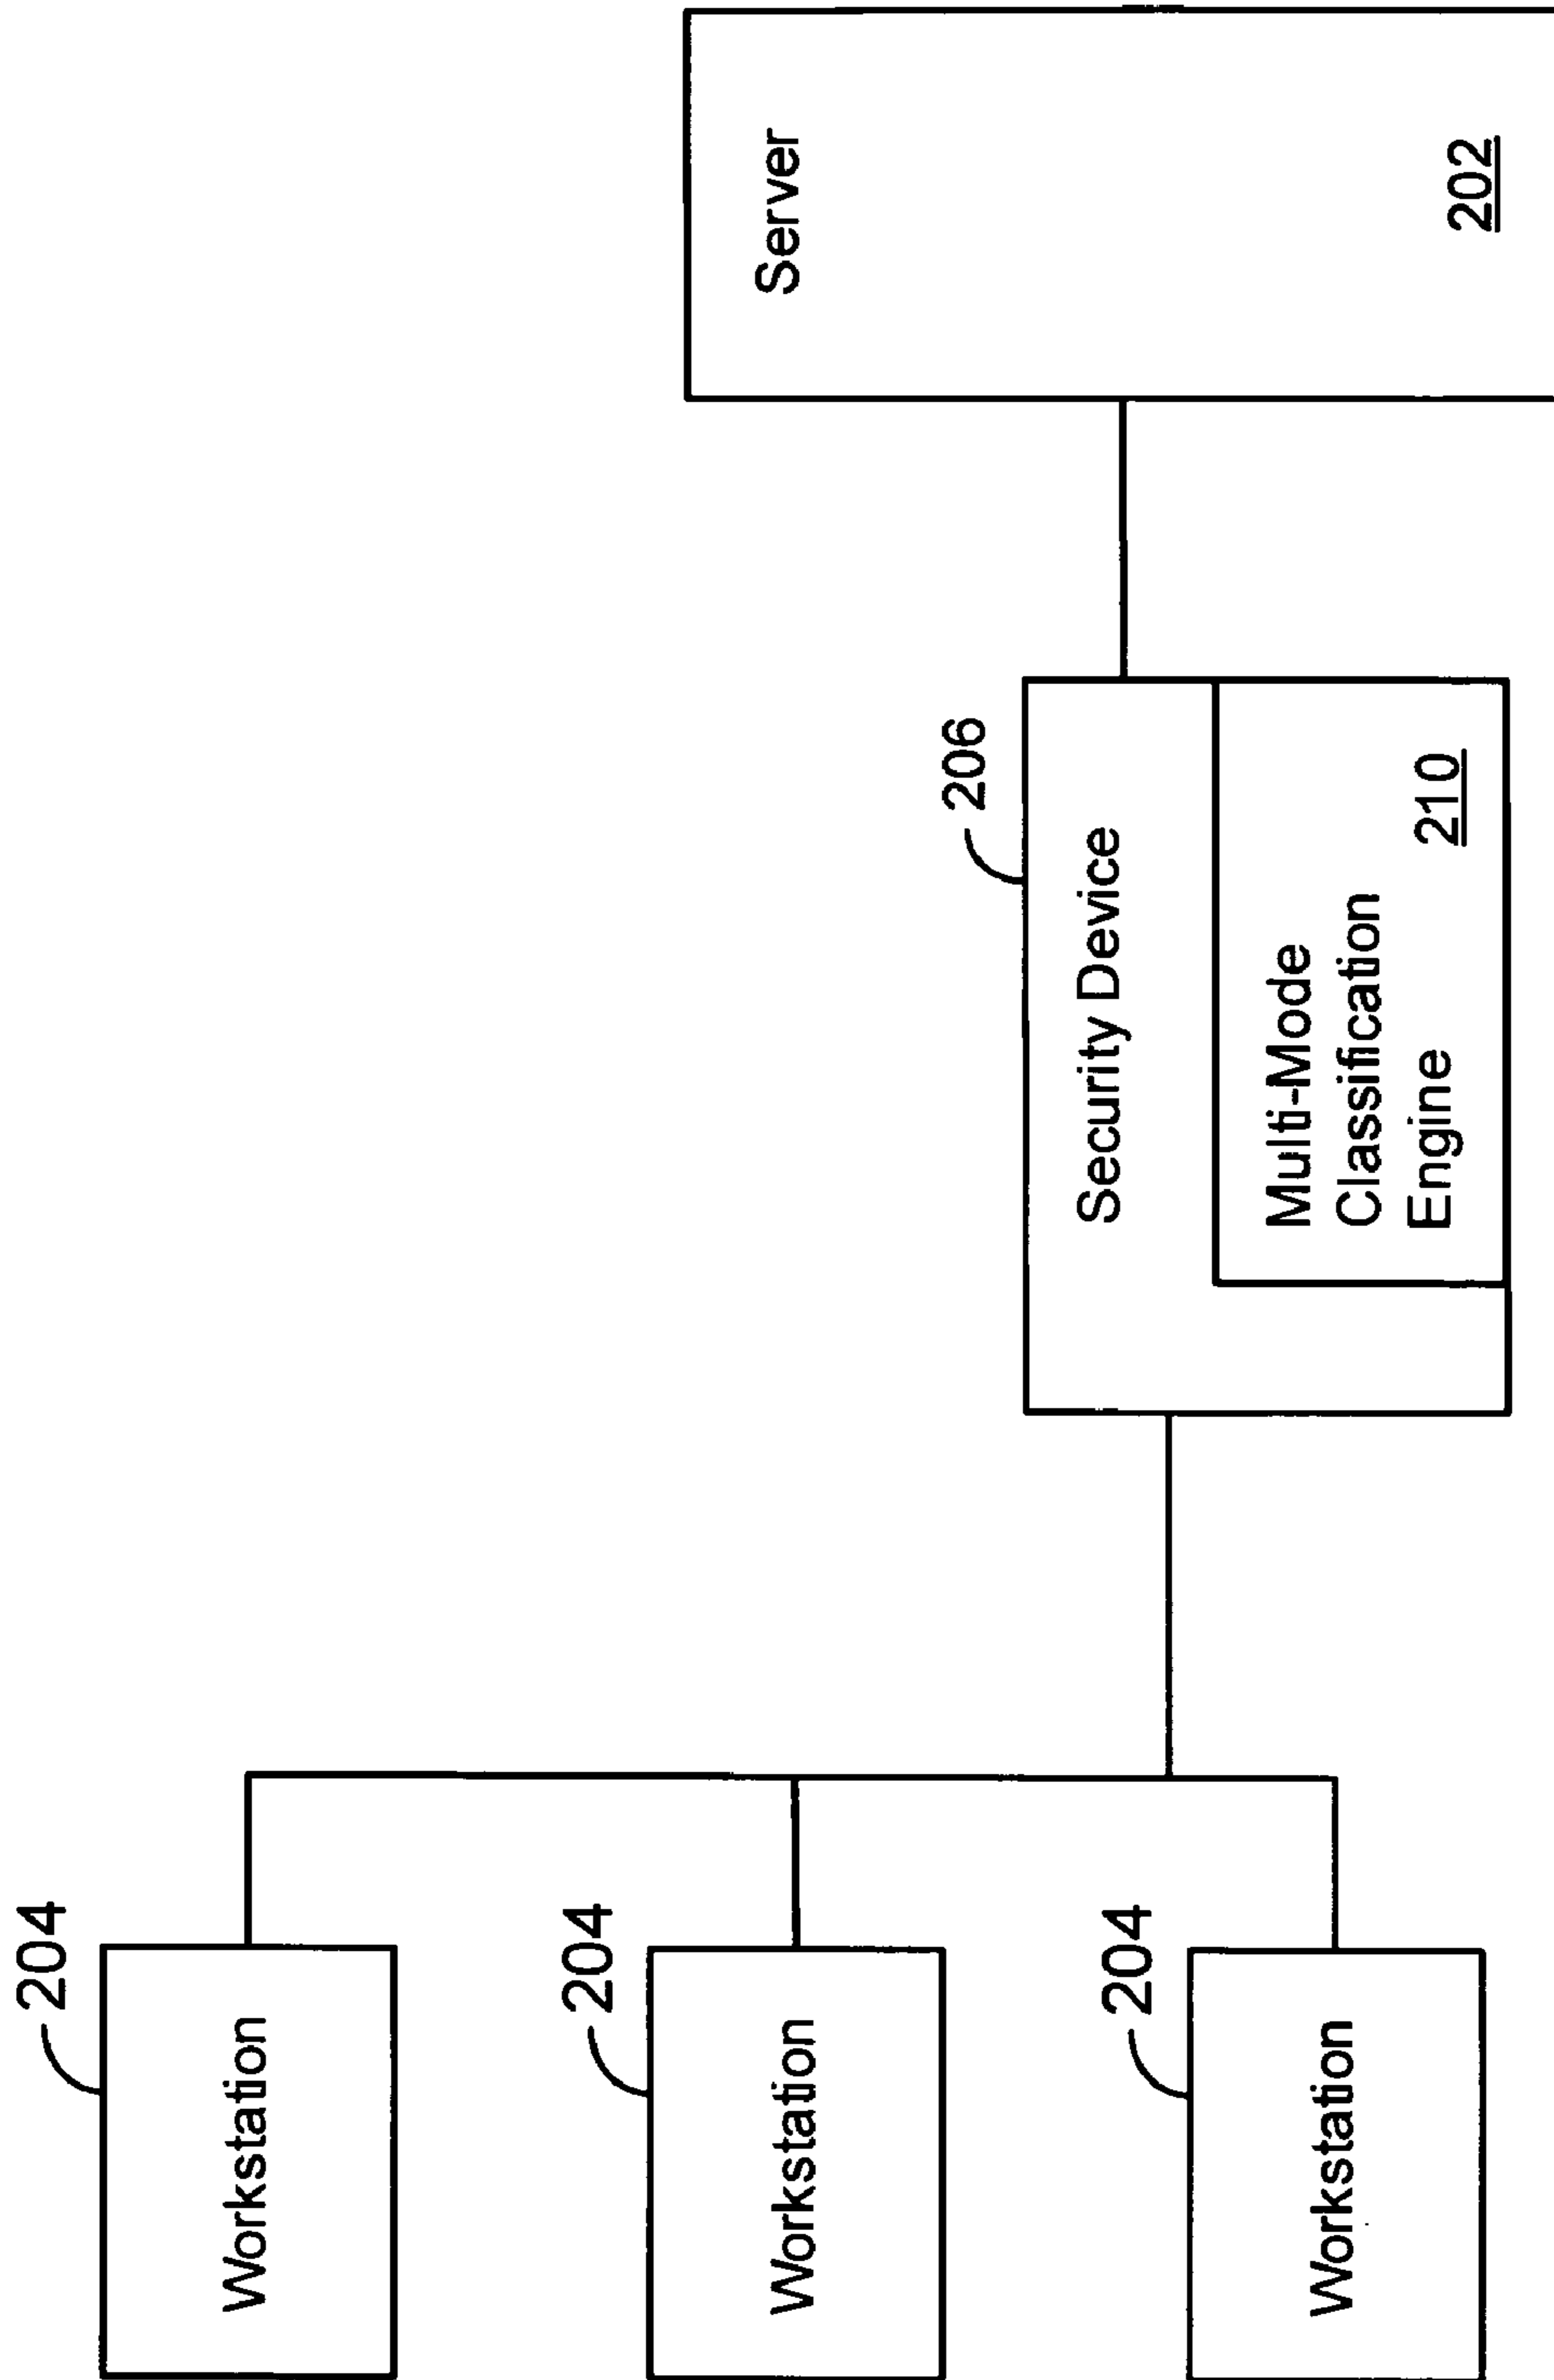 204
Workstation
204
Workstation
204
Workstation
206
Security Device
Multi-Mode
Classification
Engine
210
Server
202